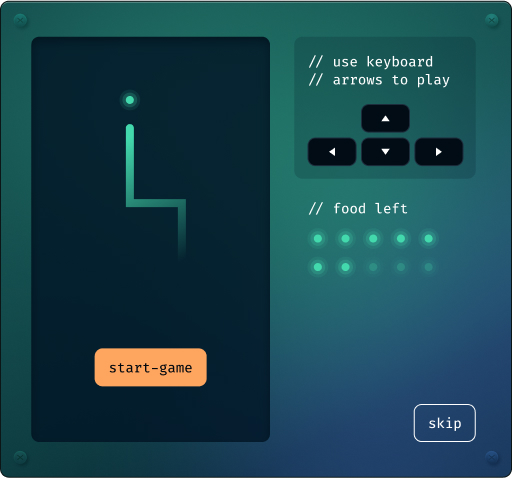 // use keyboard
// arrows to play
// food left
start-game
skip